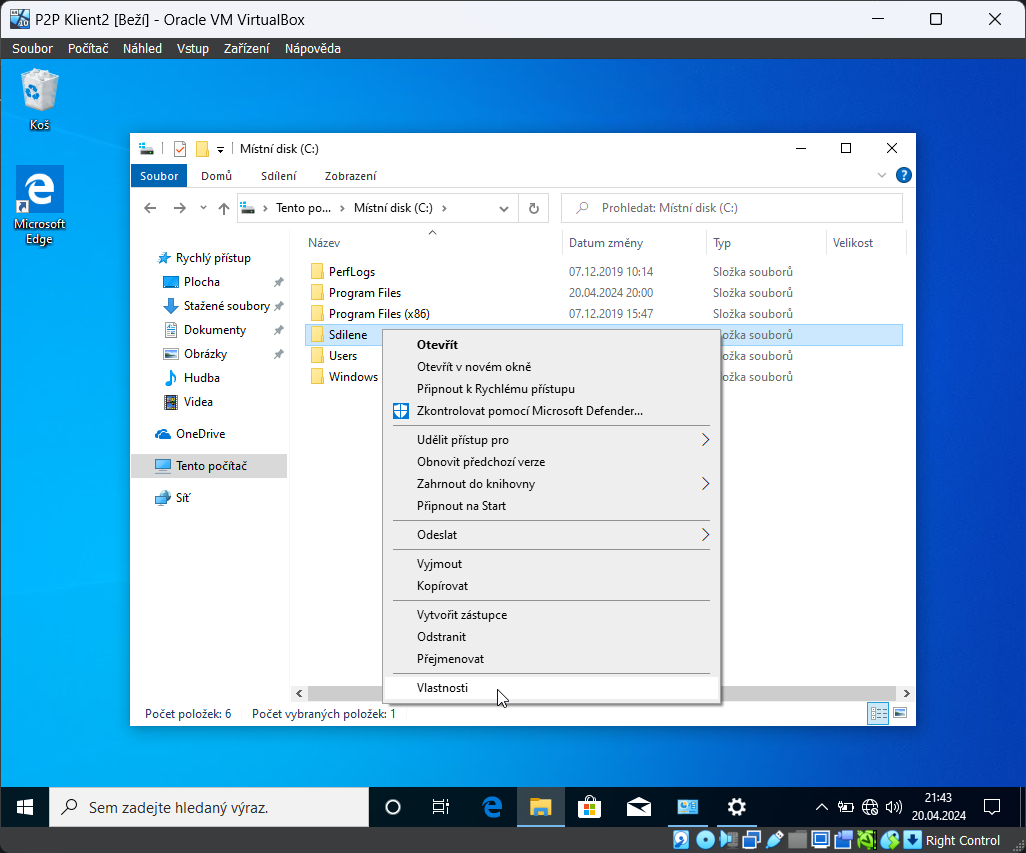 P2P Klient2 [Beží] - Oracle VM VirtualBox
Soubor Počítač Náhled Vstup Zařízení Nápověda
Koš
Microsoft
Edge
Místní disk (C:)
Soubor Domů Sdílení Zobrazení
Tento po... Místní disk (C:)
Prohledat: Místní disk (C:)
Název Datum změny Typ Velikost
Rychlý přístup
Plocha
Stažené soubory
Dokumenty
Obrázky
Hudba
Videa
OneDrive
Tento počítač
Síť
PerfLogs 07.12.2019 10:14 Složka souborů
Program Files 20.04.2024 20:00 Složka souborů
Program Files (x86) 07.12.2019 15:47 Složka souborů
Sdilene ložka souborů
Users ložka souborů
Windows ložka souborů
Otevřít
Otevřít v novém okně
Připnout k Rychlému přístupu
Zkontrolovat pomocí Microsoft Defender...
Udělit přístup pro
Obnovit předchozí verze
Zahrnout do knihovny
Připnout na Start
Odeslat
Vyjmout
Kopírovat
Vytvořit zástupce
Odstranit
Přejmenovat
Vlastnosti
Počet položek: 6 Počet vybraných položek: 1
Sem zadejte hledaný výraz.
21:43
20.04.2024
Right Control